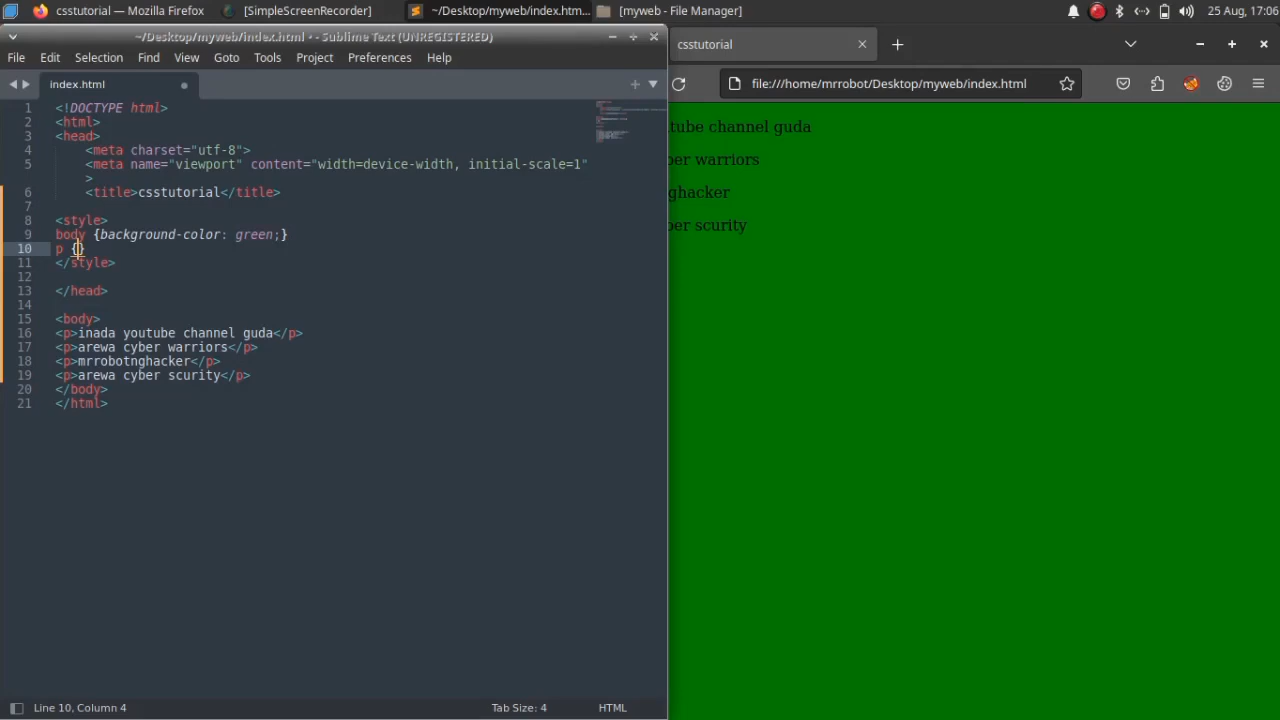 csstutorial — Mozilla Firefox [SimpleScreenRecorder] ~/Desktop/myweb/index.htm... [myweb - File Manager] 25 Aug, 17:06
~/Desktop/myweb/index.html • - Sublime Text (UNREGISTERED)
File Edit Selection Find View Goto Tools Project Preferences Help
index.html
1 <!DOCTYPE html>
2 <html>
3 <head>
4 <meta charset="utf-8">
5 <meta name="viewport" content="width=device-width, initial-scale=1"
>
6 <title>csstutorial</title>
7
8 <style>
9 body {background-color: green;}
10 p {}
11 </style>
12
13 </head>
14
15 <body>
16 <p>inada youtube channel guda</p>
17 <p>arewa cyber warriors</p>
18 <p>mrrobotnghacker</p>
19 <p>arewa cyber scurity</p>
20 </body>
21 </html>
Line 10, Column 4 Tab Size: 4 HTML
csstutorial
file:///home/mrrobot/Desktop/myweb/index.html
tube channel guda
ber warriors
ghacker
ber scurity